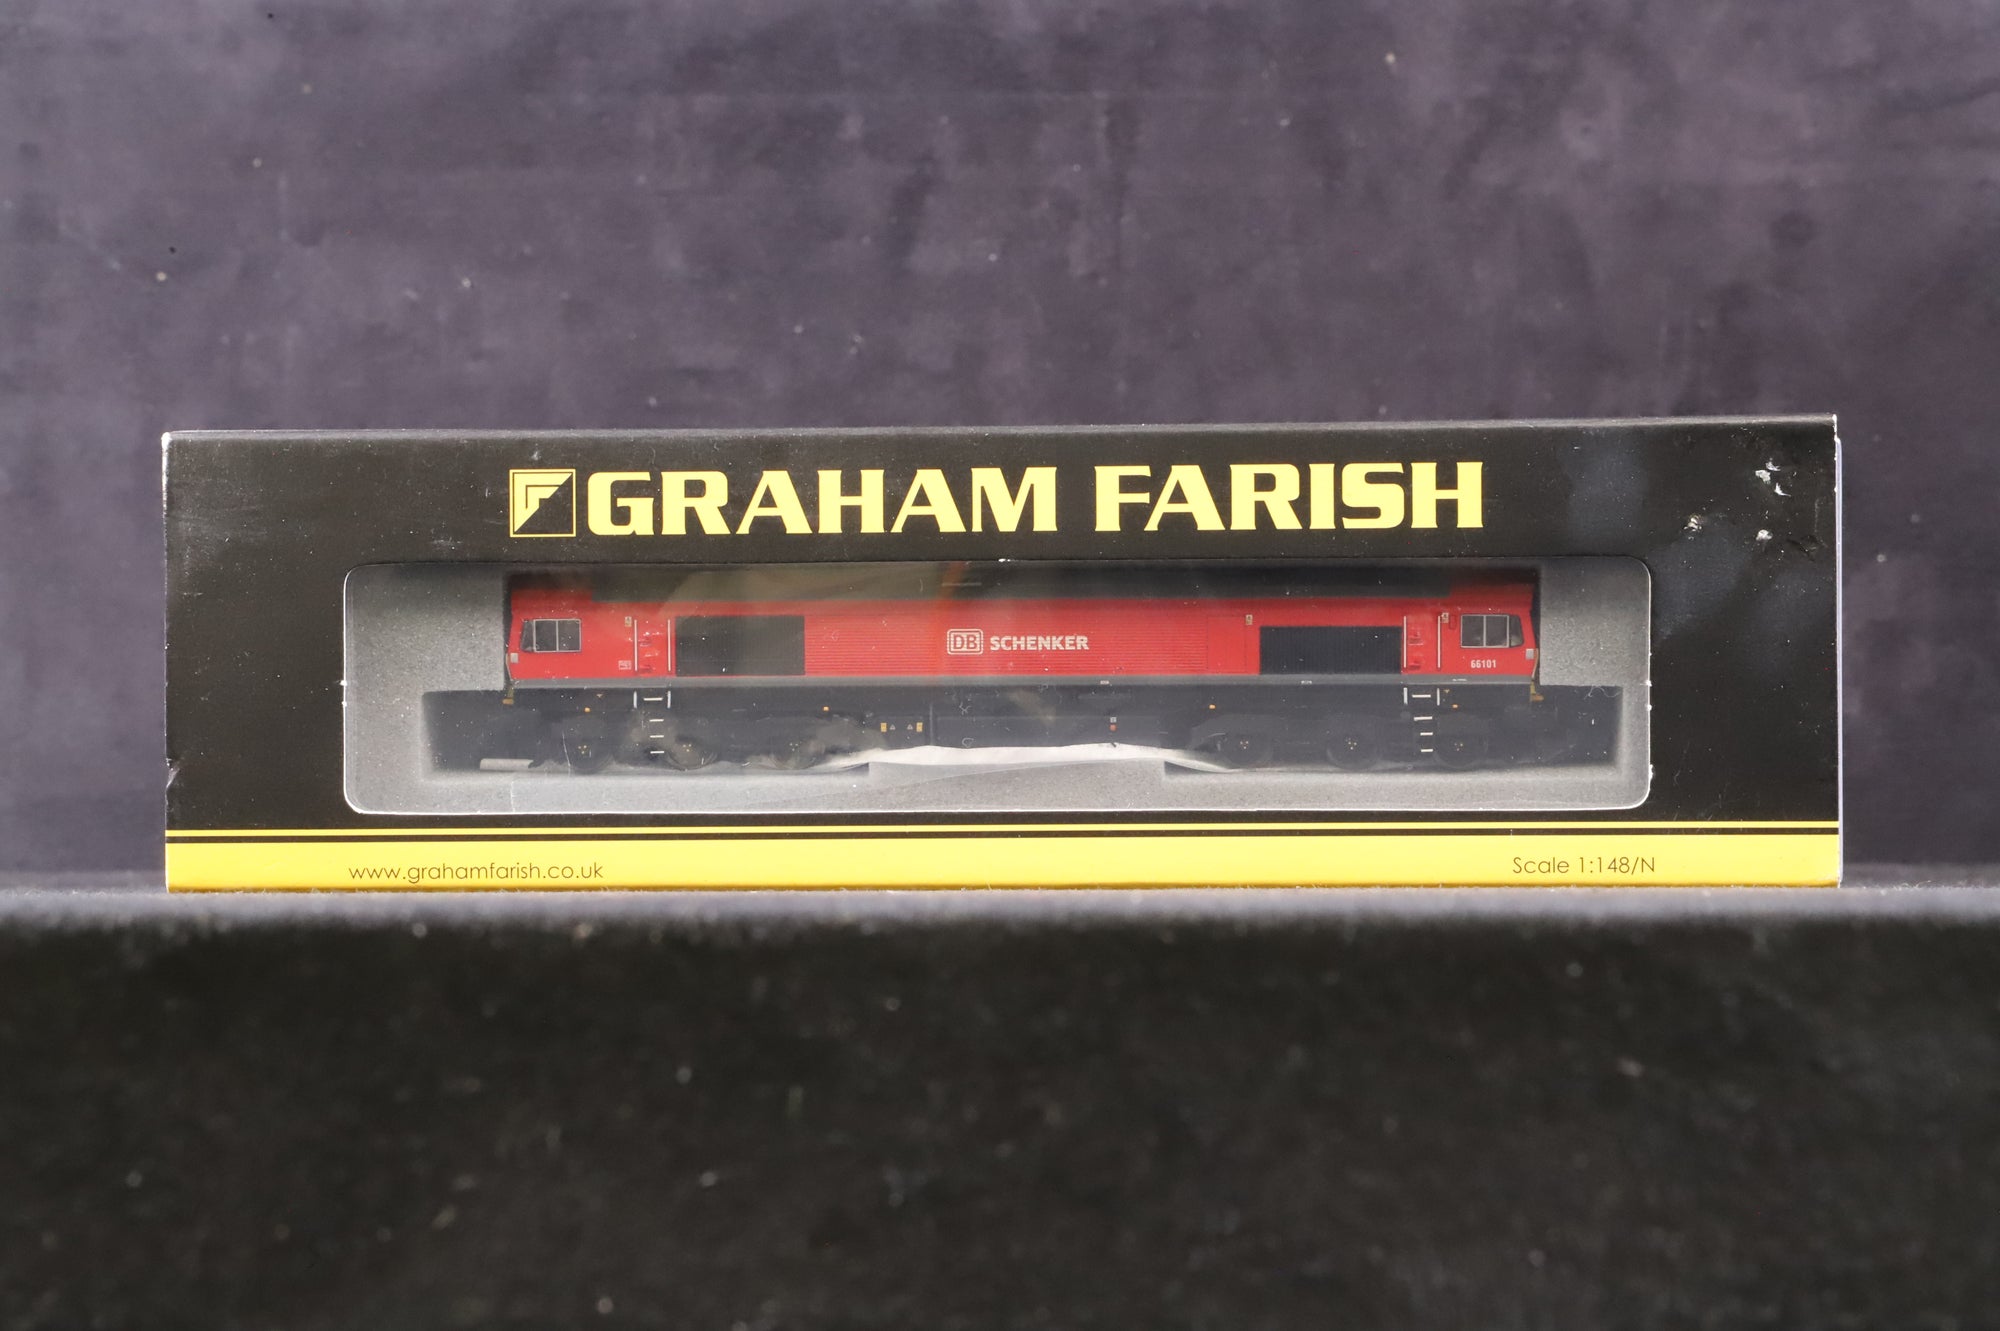 GRAHAM FARISH
DB SCHENKER
66101
www.grahamfarish.co.uk
Scale 1:148/N